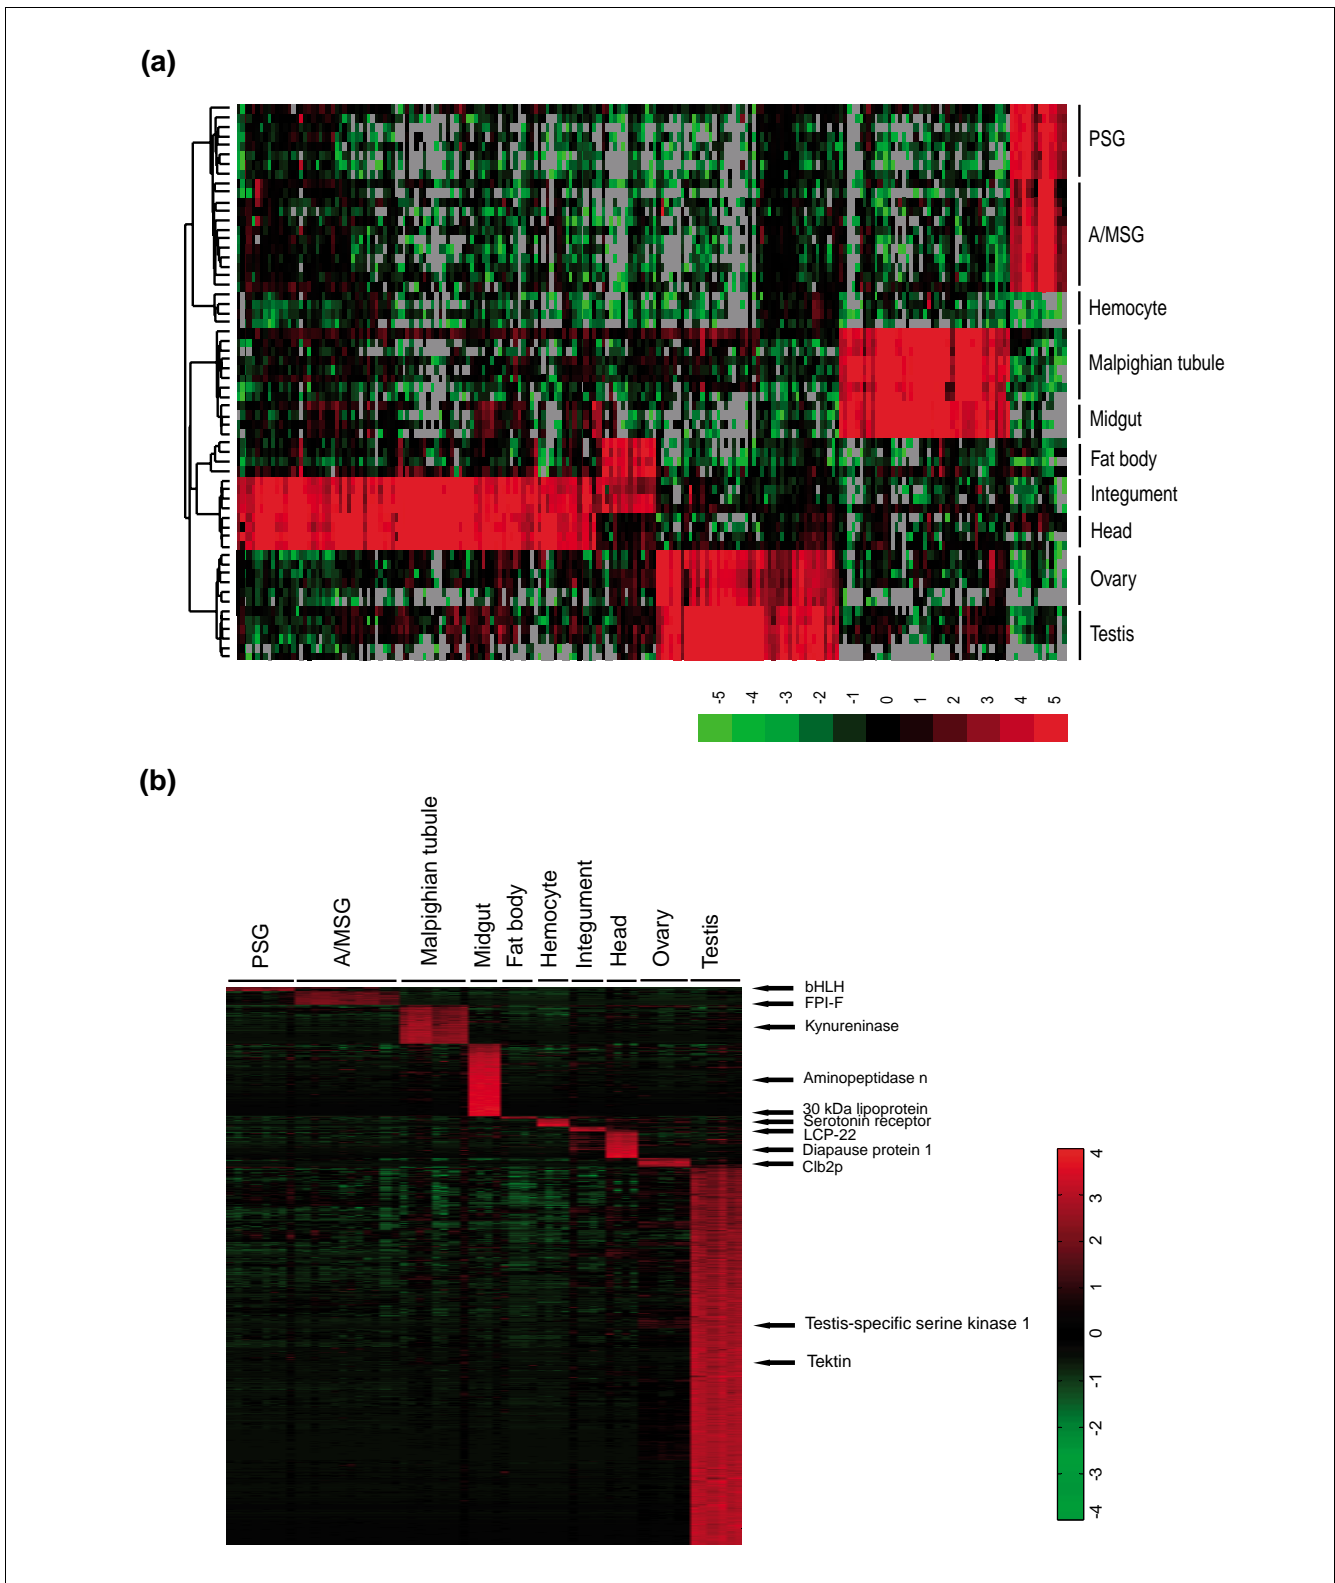 (a)
PSG
A/MSG
Hemocyte
Malpighian tubule
Midgut
Fat body
Integument
Head
Ovary
Testis
-5 -4 -3 -2 -1 0 1 2 3 4 5
(b)
PSG A/MSG Malpighian tubule Midgut Fat body Hemocyte Integument Head Ovary Testis
bHLH
FPI-F
Kynureninase
Aminopeptidase n
30 kDa lipoprotein
Serotonin receptor
LCP-22
Diapause protein 1
Clb2p
Testis-specific serine kinase 1
Tektin
4
3
2
1
0
-1
-2
-3
-4